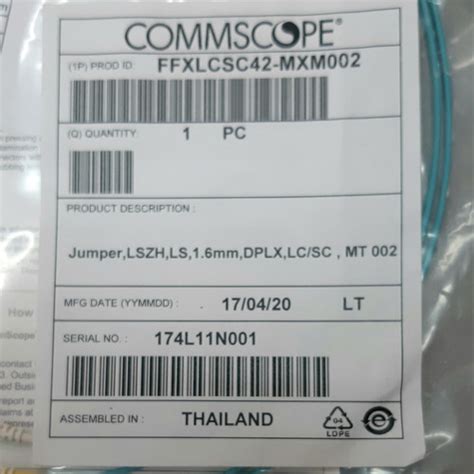 COMMSCOPE®
(1P) PROD ID: FFXLCSC42-MXM002
(Q) QUANTITY: 1 PC
PRODUCT DESCRIPTION :
Jumper,LSZH,LS,1.6mm,DPLX,LC/SC , MT 002
MFG DATE (YYMMDD) : 17/04/20 LT
SERIAL NO. : 174L11N001
ASSEMBLED IN : THAILAND
04
LDPE
e